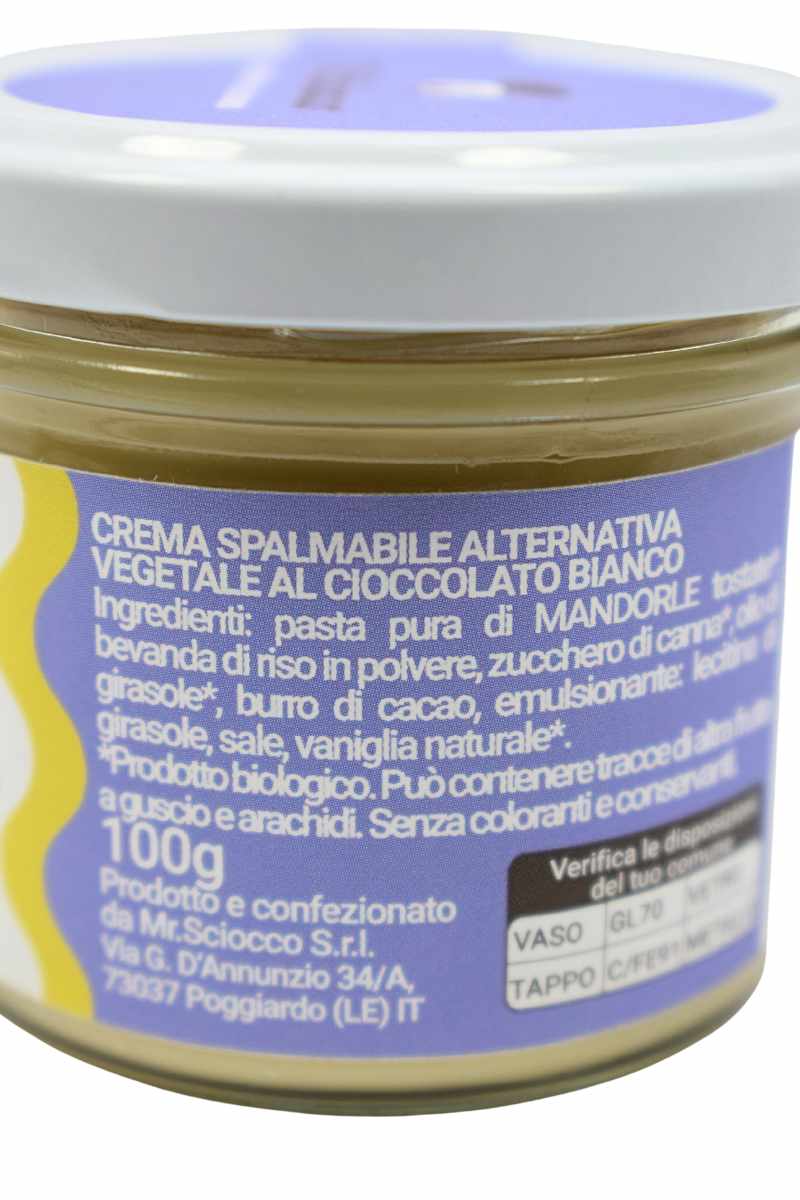 CREMA SPALMABILE ALTERNATIVA
VEGETALE AL CIOCCOLATO BIANCO
Ingredienti: pasta pura di MANDORLE tostate*,
bevanda di riso in polvere, zucchero di canna*, olio di
girasole*, burro di cacao, emulsionante: lecitina di
girasole, sale, vaniglia naturale*.
*Prodotto biologico. Può contenere tracce di altra frutta
a guscio e arachidi. Senza coloranti e conservanti.
100g
Prodotto e confezionato
da Mr.Sciocco S.r.l.
Via G. D'Annunzio 34/A,
73037 Poggiardo (LE) IT
Verifica le disposizioni
del tuo comune
VASO GL70 VETRO
TAPPO C/FE91 METALLO